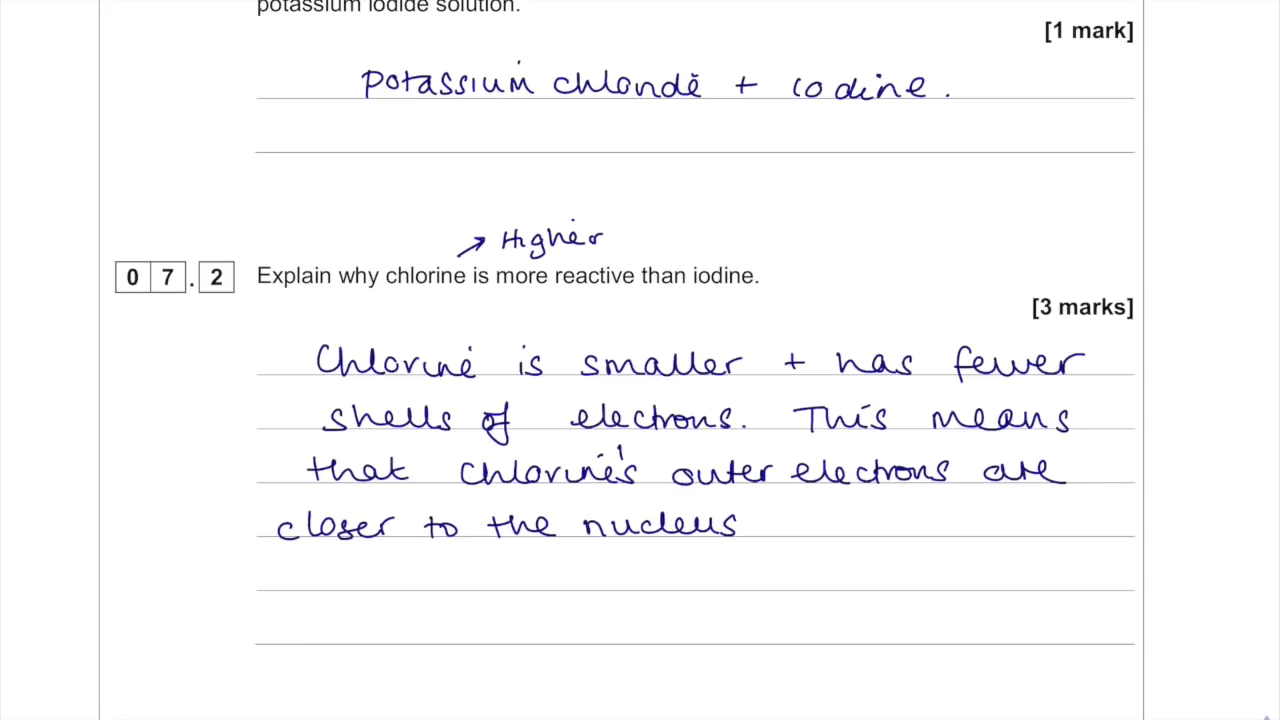 potassium iodide solution.
[1 mark]
potassium chloride + iodine.
→ Higher
0 7 . 2 Explain why chlorine is more reactive than iodine.
[3 marks]
Chlorine is smaller + has fewer
shells of electrons. This means
that chlorine's outer electrons are
closer to the nucleus